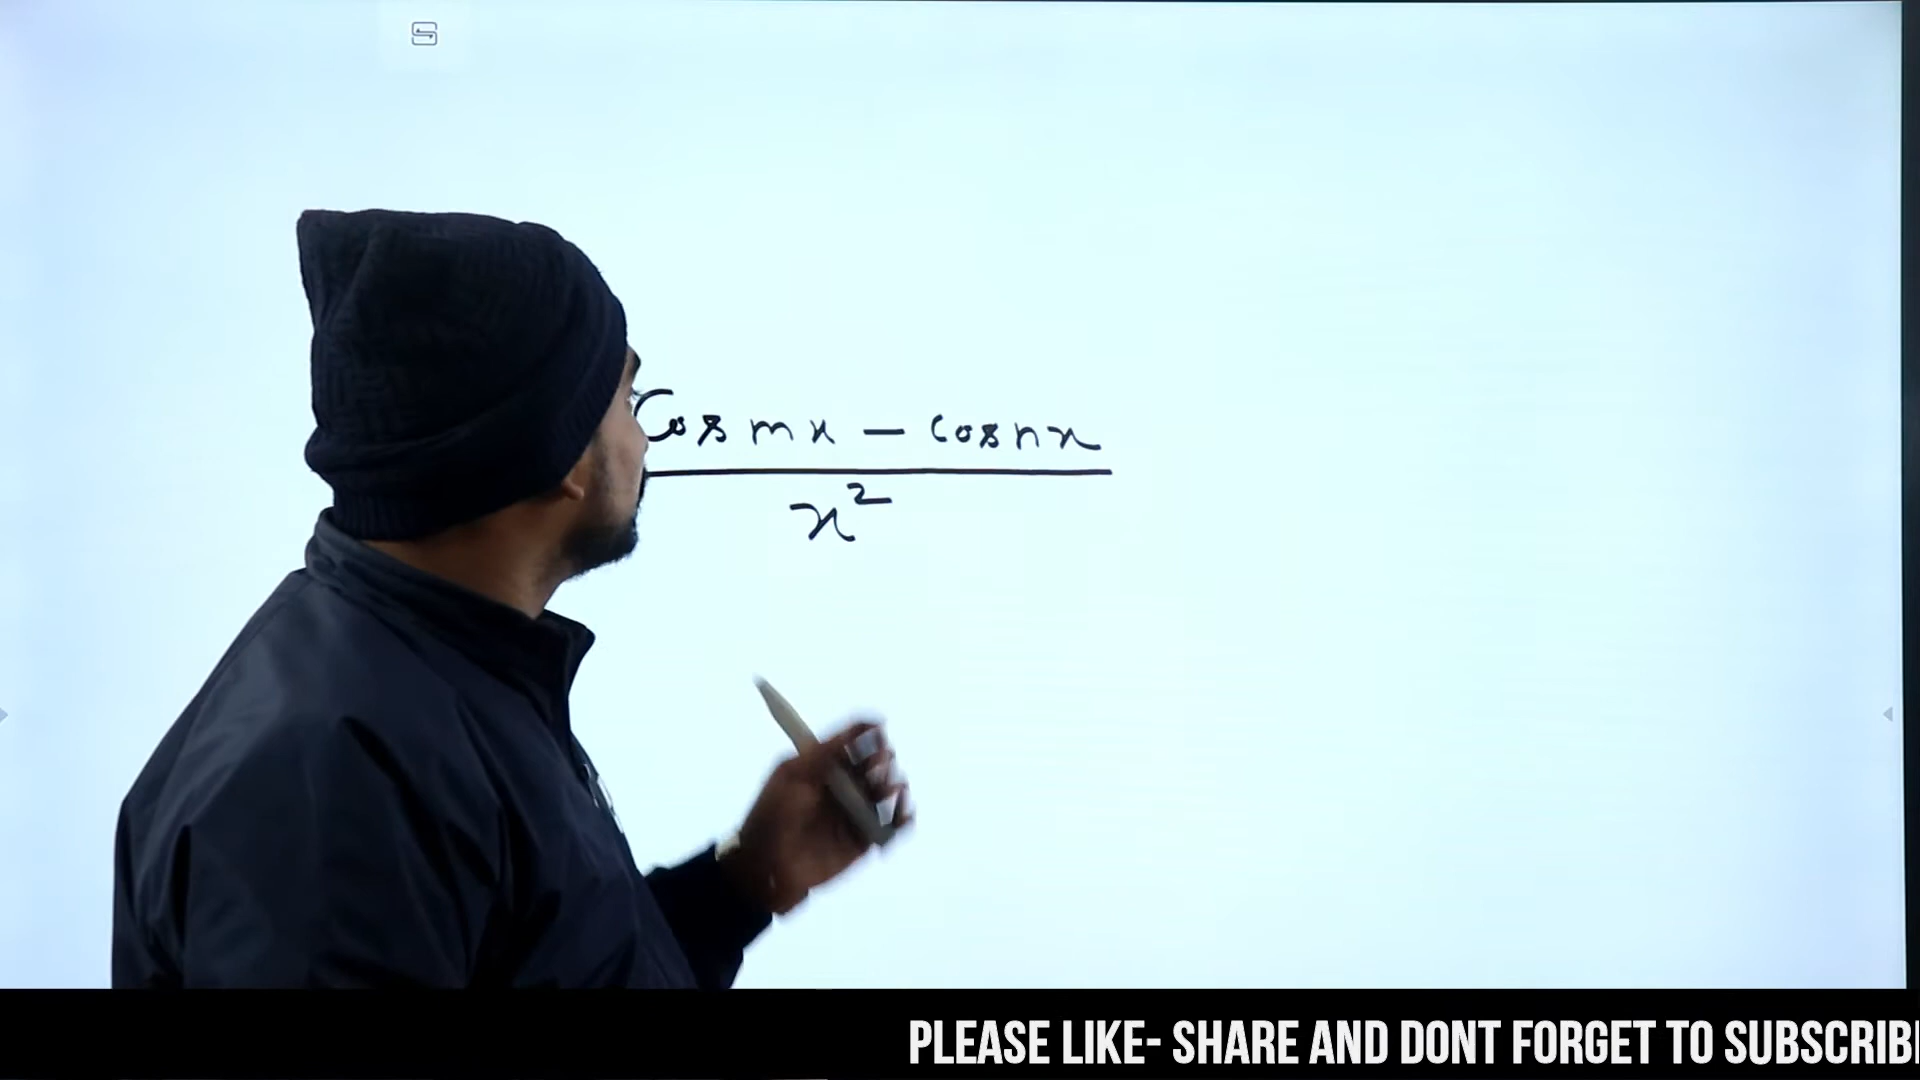 Cos mx - cos nx
x²
PLEASE LIKE- SHARE AND DONT FORGET TO SUBSCRIB